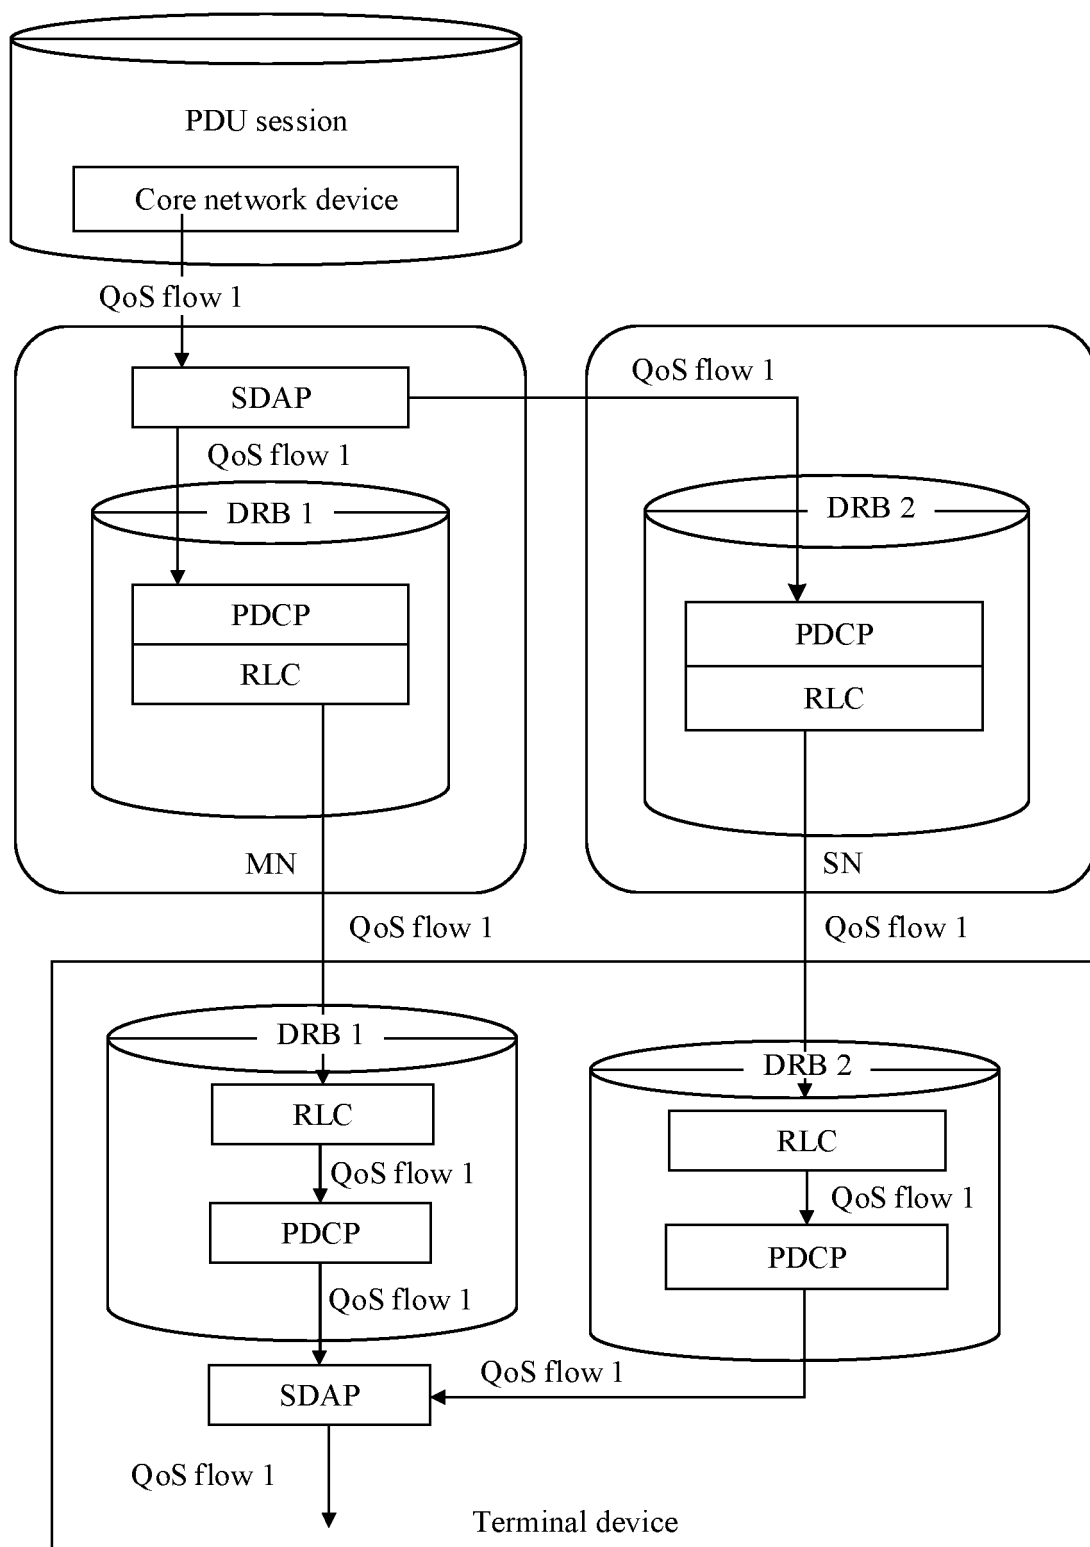 PDU session
Core network device
QoS flow 1
SDAP
QoS flow 1
QoS flow 1
DRB 1
DRB 2
PDCP
RLC
PDCP
RLC
MN
SN
QoS flow 1
QoS flow 1
DRB 1
DRB 2
RLC
RLC
QoS flow 1
QoS flow 1
PDCP
PDCP
QoS flow 1
QoS flow 1
SDAP
QoS flow 1
Terminal device